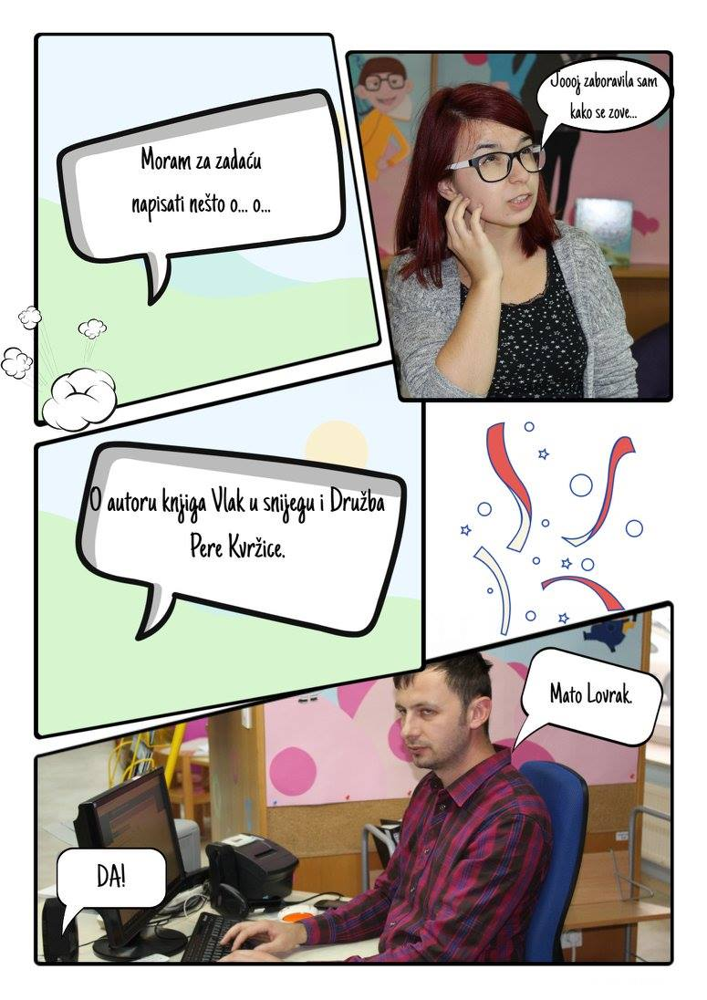 Moram za zadaću
napisati nešto o... o...
Joooj zaboravila sam
kako se zove...
O autoru knjiga Vlak u snijegu i Družba
Pere Kvržice.
Mato Lovrak.
DA!